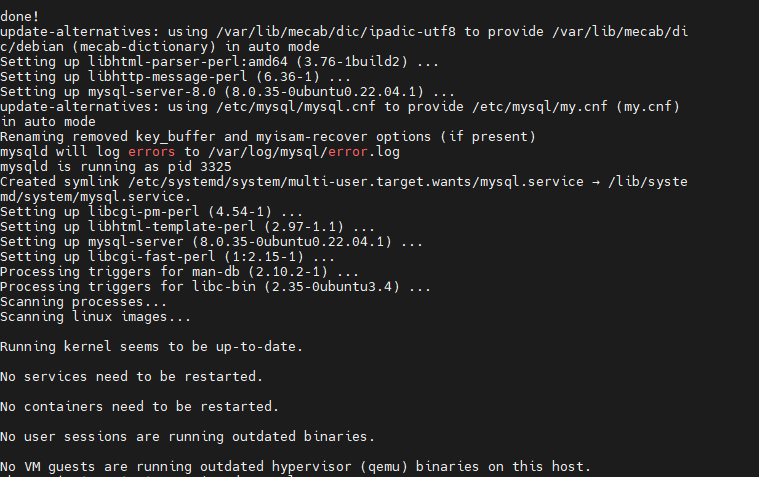 done!
update-alternatives: using /var/lib/mecab/dic/ipadic-utf8 to provide /var/lib/mecab/di
c/debian (mecab-dictionary) in auto mode
Setting up libhtml-parser-perl:amd64 (3.76-1build2) ...
Setting up libhttp-message-perl (6.36-1) ...
Setting up mysql-server-8.0 (8.0.35-0ubuntu0.22.04.1) ...
update-alternatives: using /etc/mysql/mysql.cnf to provide /etc/mysql/my.cnf (my.cnf)
in auto mode
Renaming removed key_buffer and myisam-recover options (if present)
mysqld will log errors to /var/log/mysql/error.log
mysqld is running as pid 3325
Created symlink /etc/systemd/system/multi-user.target.wants/mysql.service → /lib/syste
md/system/mysql.service.
Setting up libcgi-pm-perl (4.54-1) ...
Setting up libhtml-template-perl (2.97-1.1) ...
Setting up mysql-server (8.0.35-0ubuntu0.22.04.1) ...
Setting up libcgi-fast-perl (1:2.15-1) ...
Processing triggers for man-db (2.10.2-1) ...
Processing triggers for libc-bin (2.35-0ubuntu3.4) ...
Scanning processes...
Scanning linux images...
Running kernel seems to be up-to-date.
No services need to be restarted.
No containers need to be restarted.
No user sessions are running outdated binaries.
No VM guests are running outdated hypervisor (qemu) binaries on this host.